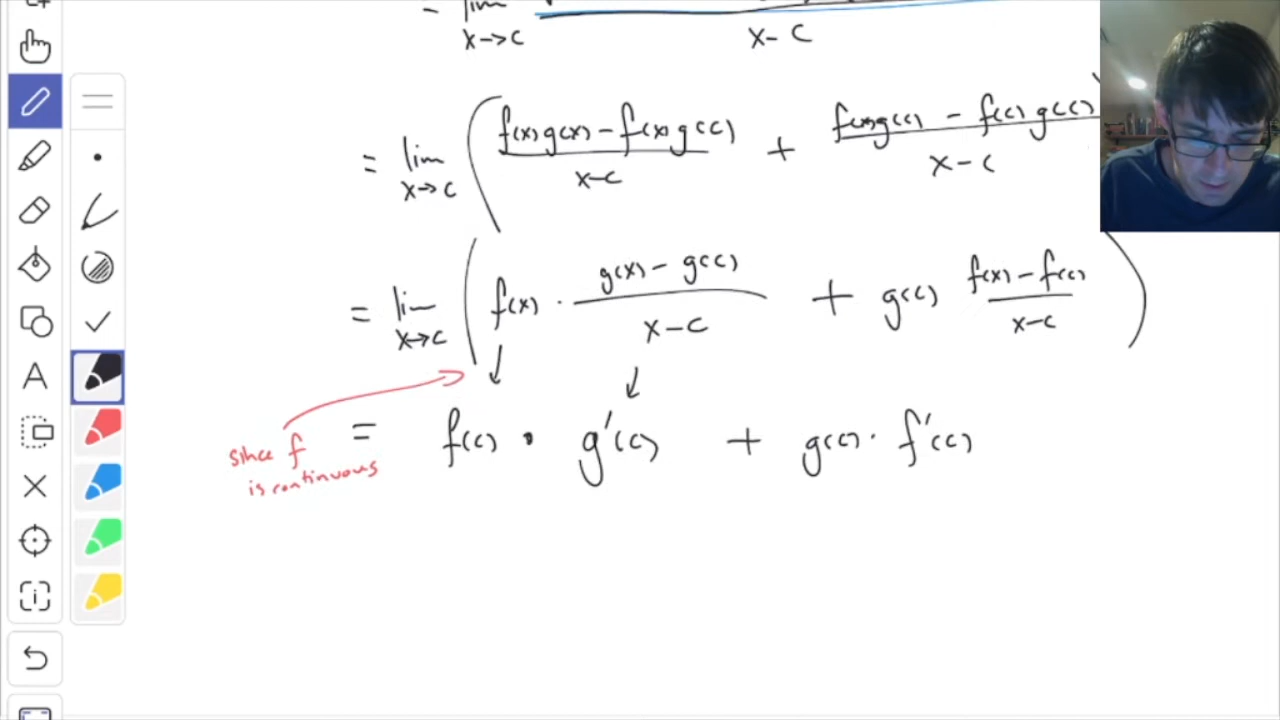 = lim x→c ——— x - c
= lim x→c ( f(x)g(x) - f(x)g(c) / x-c + f(x)g(c) - f(c)g(c) / x-c
= lim x→c ( f(x) · g(x) - g(c) / x-c + g(c) f(x) - f(c) / x-c )
= f(c) · g'(c) + g(c) · f'(c)
since f
is continuous
A